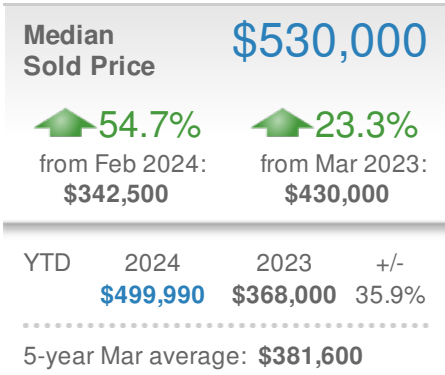 Median
Sold Price
$530,000
54.7%
from Feb 2024:
$342,500
23.3%
from Mar 2023:
$430,000
YTD 2024 2023 +/-
$499,990 $368,000 35.9%
5-year Mar average: $381,600